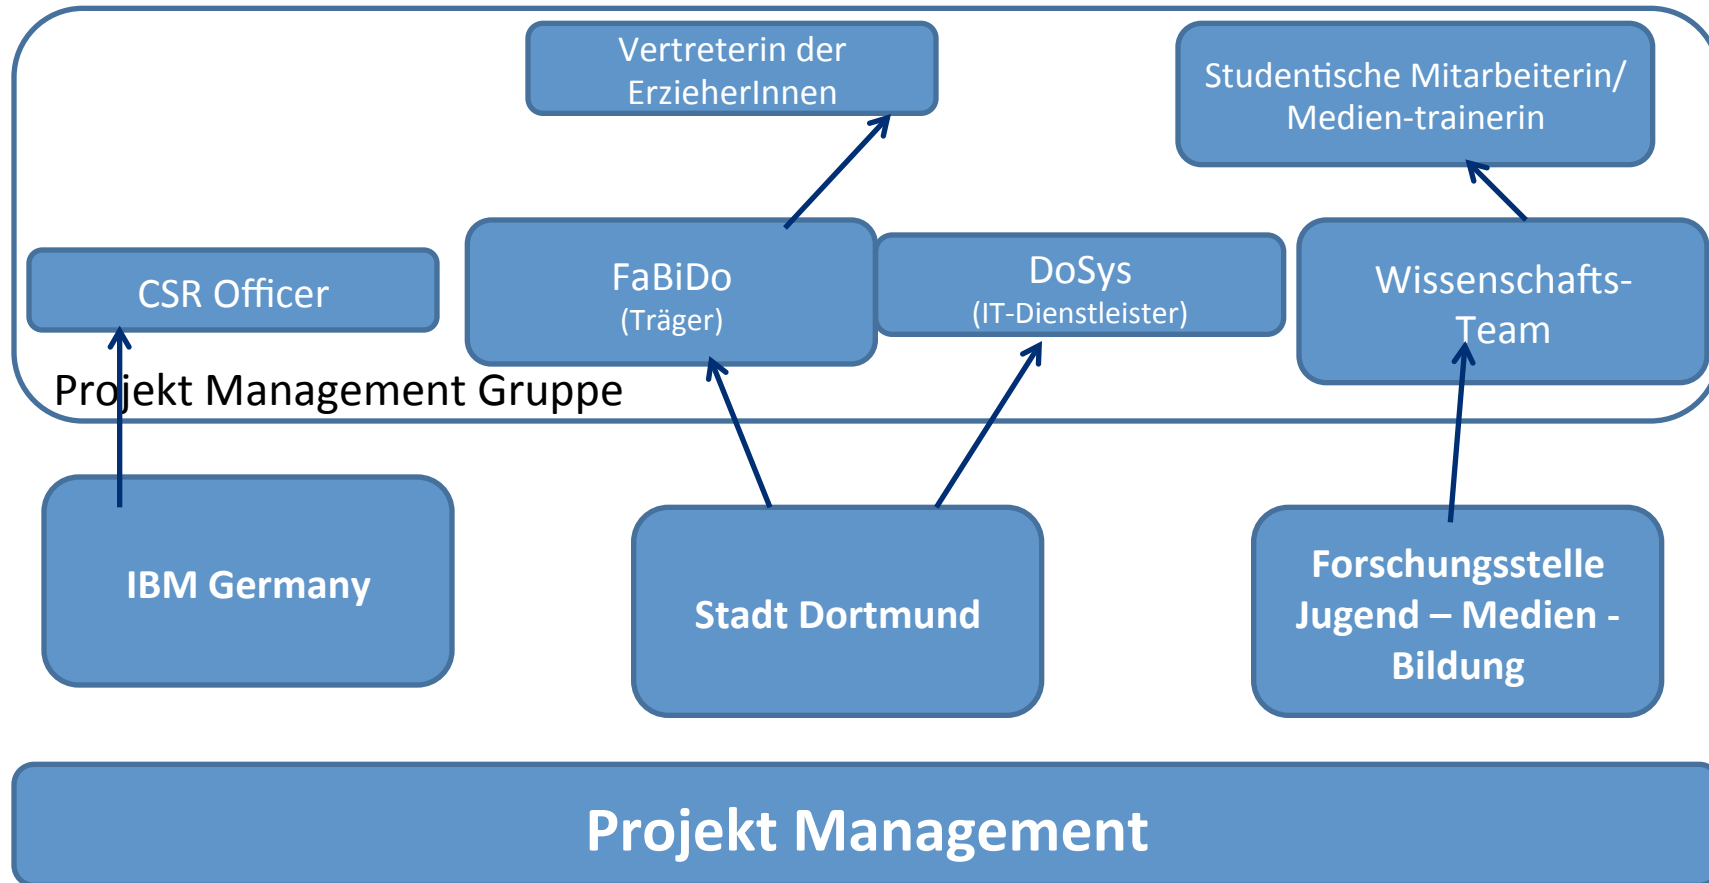 Vertreterin der
ErzieherInnen
Studentische Mitarbeiterin/
Medien-trainerin
CSR Officer
FaBiDo
(Träger)
DoSys
(IT-Dienstleister)
Wissenschafts-
Team
Projekt Management Gruppe
IBM Germany
Stadt Dortmund
Forschungsstelle
Jugend – Medien -
Bildung
Projekt Management